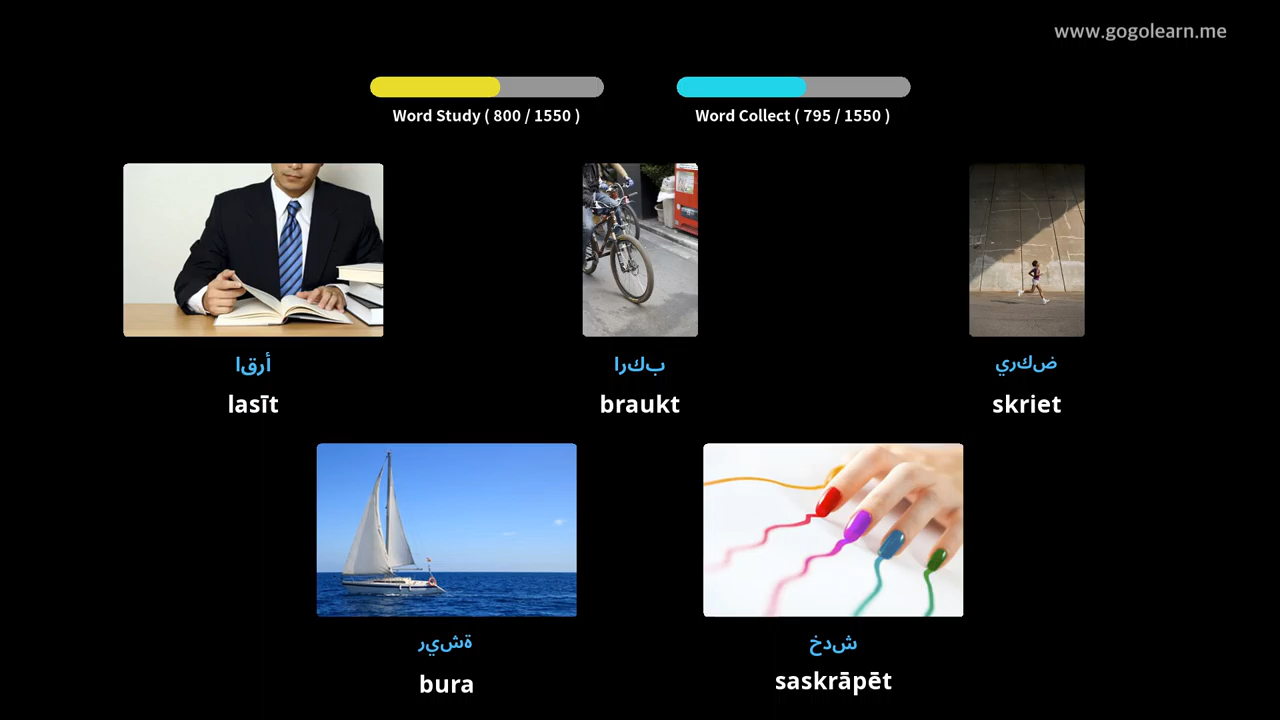 www.gogolearn.me
Word Study ( 800 / 1550 )
Word Collect ( 795 / 1550 )
أرقا
lasīt
بكرا
braukt
ضكري
skriet
ةشير
bura
شدخ
saskrāpēt